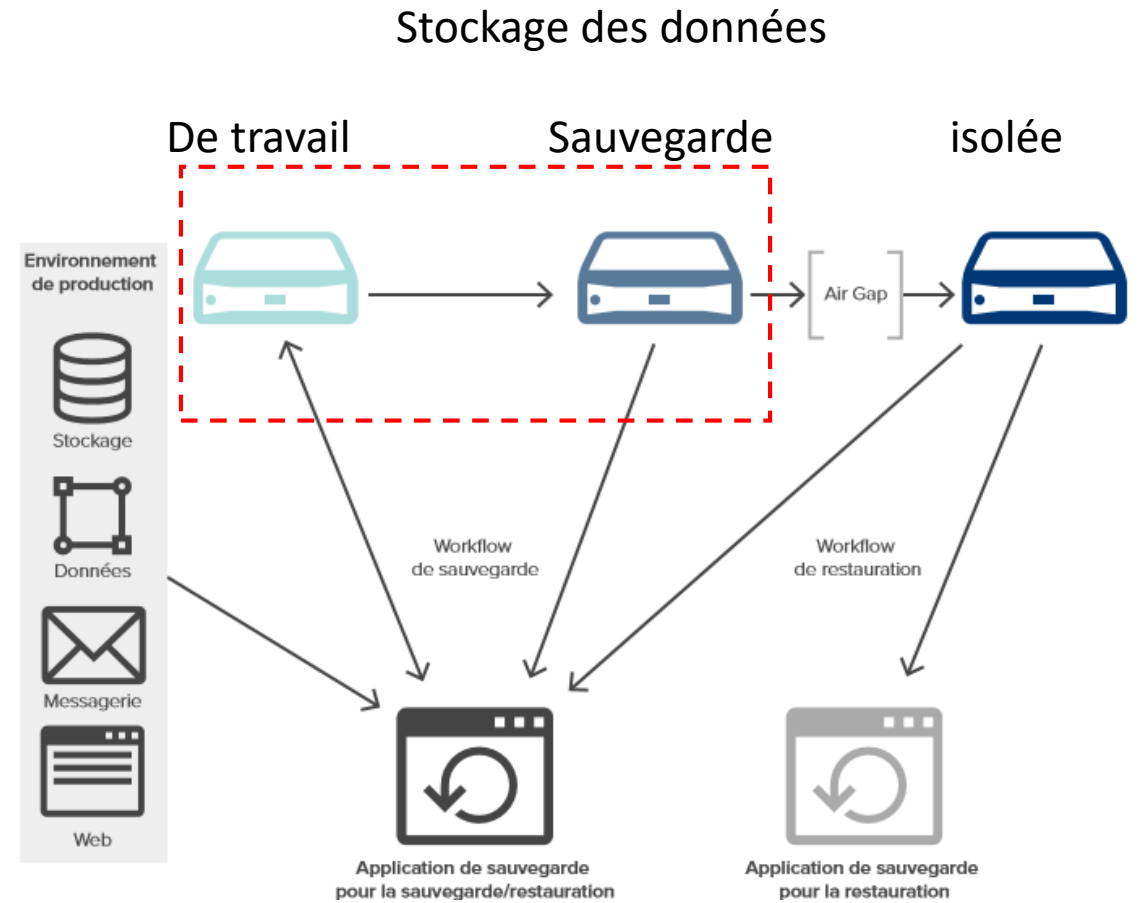 Stockage des données
De travail
Sauvegarde
isolée
Environnement
de production
Stockage
Données
Messagerie
Web
Air Gap
Workflow
de sauvegarde
Workflow
de restauration
Application de sauvegarde
pour la sauvegarde/restauration
Application de sauvegarde
pour la restauration